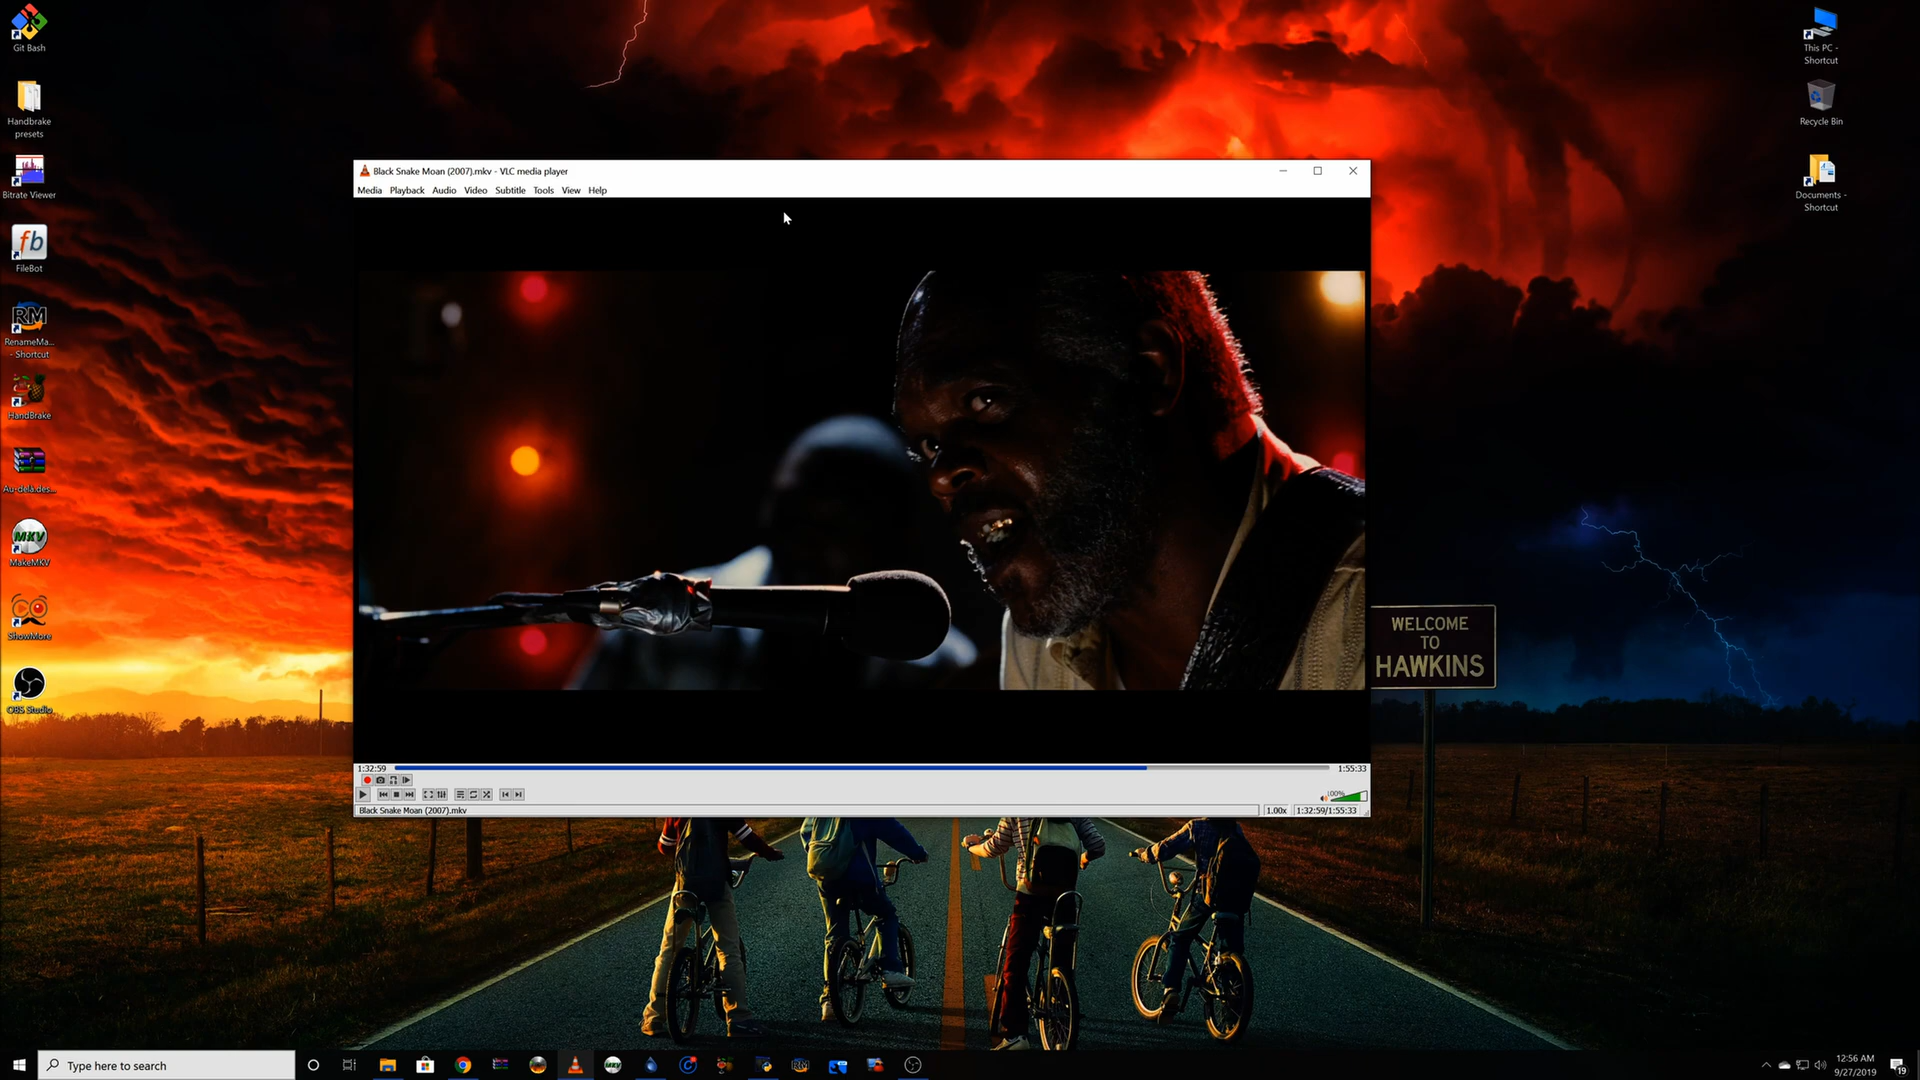 Git Bash
Handbrake
presets
Bitrate Viewer
FileBot
RenameMa...
- Shortcut
HandBrake
Au-delà.des...
MakeMKV
ShowMore
OBS Studio
This PC -
Shortcut
Recycle Bin
Documents -
Shortcut
Black Snake Moan (2007).mkv - VLC media player
Media Playback Audio Video Subtitle Tools View Help
WELCOME
TO
HAWKINS
1:32:59
1:55:33
100%
Black Snake Moan (2007).mkv
1.00x
1:32:59/1:55:33
Type here to search
12:56 AM
9/27/2019
19